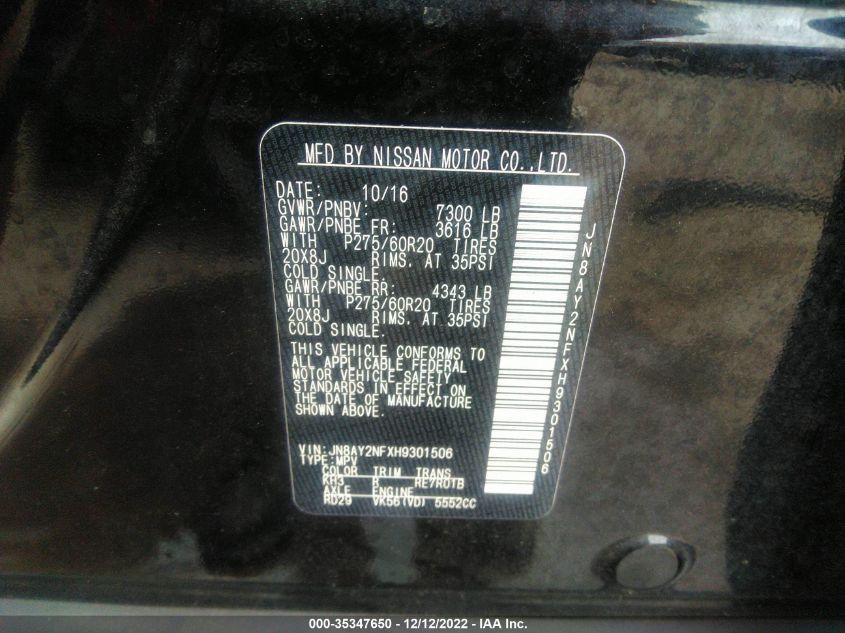 MFD BY NISSAN MOTOR CO.,LTD.
DATE: 10/16
GVWR/PNBV: 7300 LB
GAWR/PNBE FR: 3616 LB
WITH P275/60R20 TIRES
20X8J RIMS, AT 35PSI
COLD SINGLE.
GAWR/PNBE RR: 4343 LB
WITH P275/60R20 TIRES
20X8J RIMS, AT 35PSI
COLD SINGLE.
THIS VEHICLE CONFORMS TO
ALL APPLICABLE FEDERAL
MOTOR VEHICLE SAFETY
STANDARDS IN EFFECT ON
THE DATE OF MANUFACTURE
SHOWN ABOVE.
VIN: JN8AY2NFXH9301506
TYPE: MPV
COLOR TRIM TRANS
KH3 R RE7R01B
AXLE ENGINE
RD29 VK56(VD) 5552CC
JN8AY2NFXH9301506
000-35347650 - 12/12/2022 - IAA Inc.